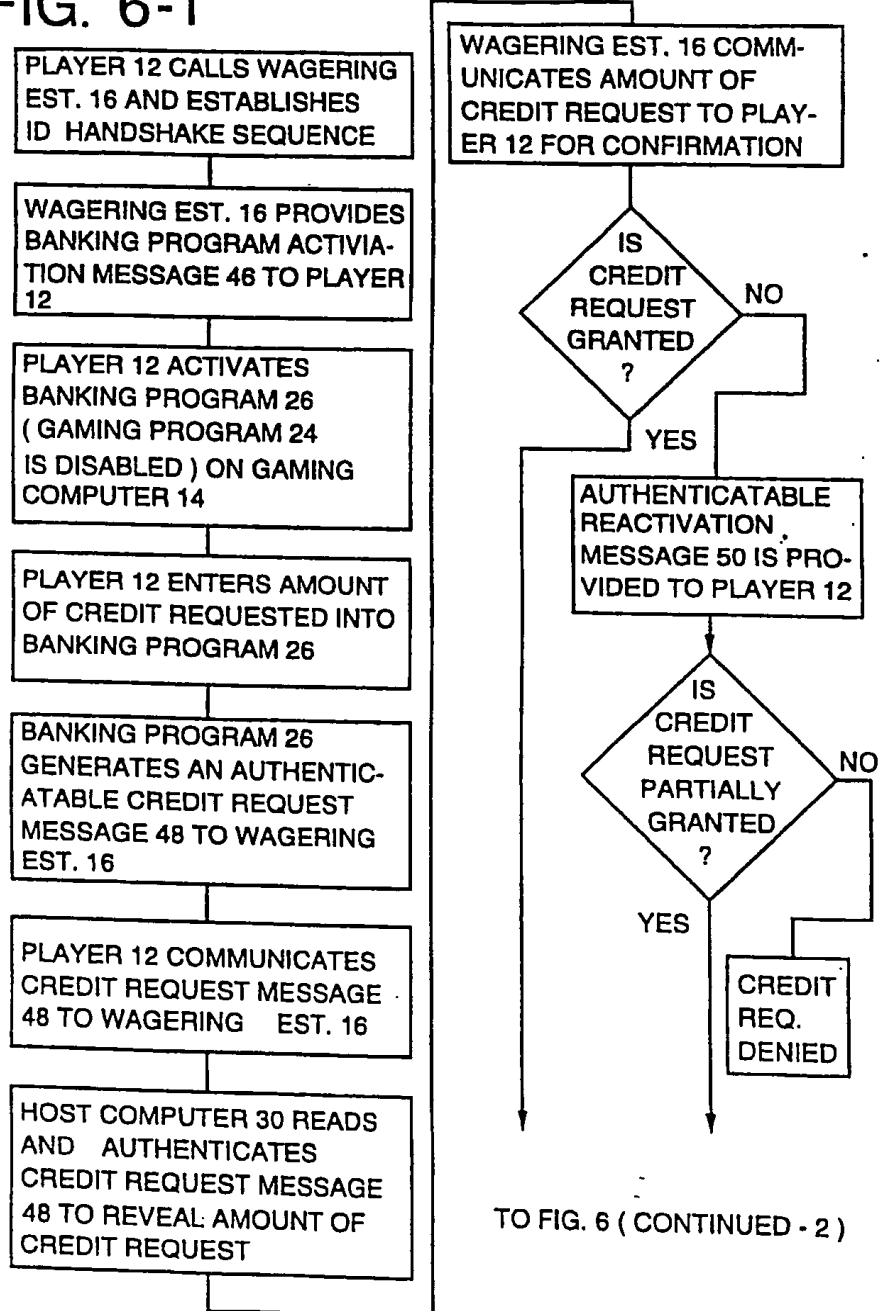 FIG. 6-1
PLAYER 12 CALLS WAGERING
EST. 16 AND ESTABLISHES
ID HANDSHAKE SEQUENCE
WAGERING EST. 16 PROVIDES
BANKING PROGRAM ACTIVIA-
TION MESSAGE 46 TO PLAYER
12
PLAYER 12 ACTIVATES
BANKING PROGRAM 26
( GAMING PROGRAM 24
IS DISABLED ) ON GAMING
COMPUTER 14
PLAYER 12 ENTERS AMOUNT
OF CREDIT REQUESTED INTO
BANKING PROGRAM 26
BANKING PROGRAM 26
GENERATES AN AUTHENTIC-
ATABLE CREDIT REQUEST
MESSAGE 48 TO WAGERING
EST. 16
PLAYER 12 COMMUNICATES
CREDIT REQUEST MESSAGE
48 TO WAGERING EST. 16
HOST COMPUTER 30 READS
AND AUTHENTICATES
CREDIT REQUEST MESSAGE
48 TO REVEAL AMOUNT OF
CREDIT REQUEST
WAGERING EST. 16 COMM-
UNICATES AMOUNT OF
CREDIT REQUEST TO PLAY-
ER 12 FOR CONFIRMATION
IS
CREDIT
REQUEST
GRANTED
?
NO
YES
AUTHENTICATABLE
REACTIVATION
MESSAGE 50 IS PRO-
VIDED TO PLAYER 12
IS
CREDIT
REQUEST
PARTIALLY
GRANTED
?
NO
YES
CREDIT
REQ.
DENIED
TO FIG. 6 ( CONTINUED - 2 )